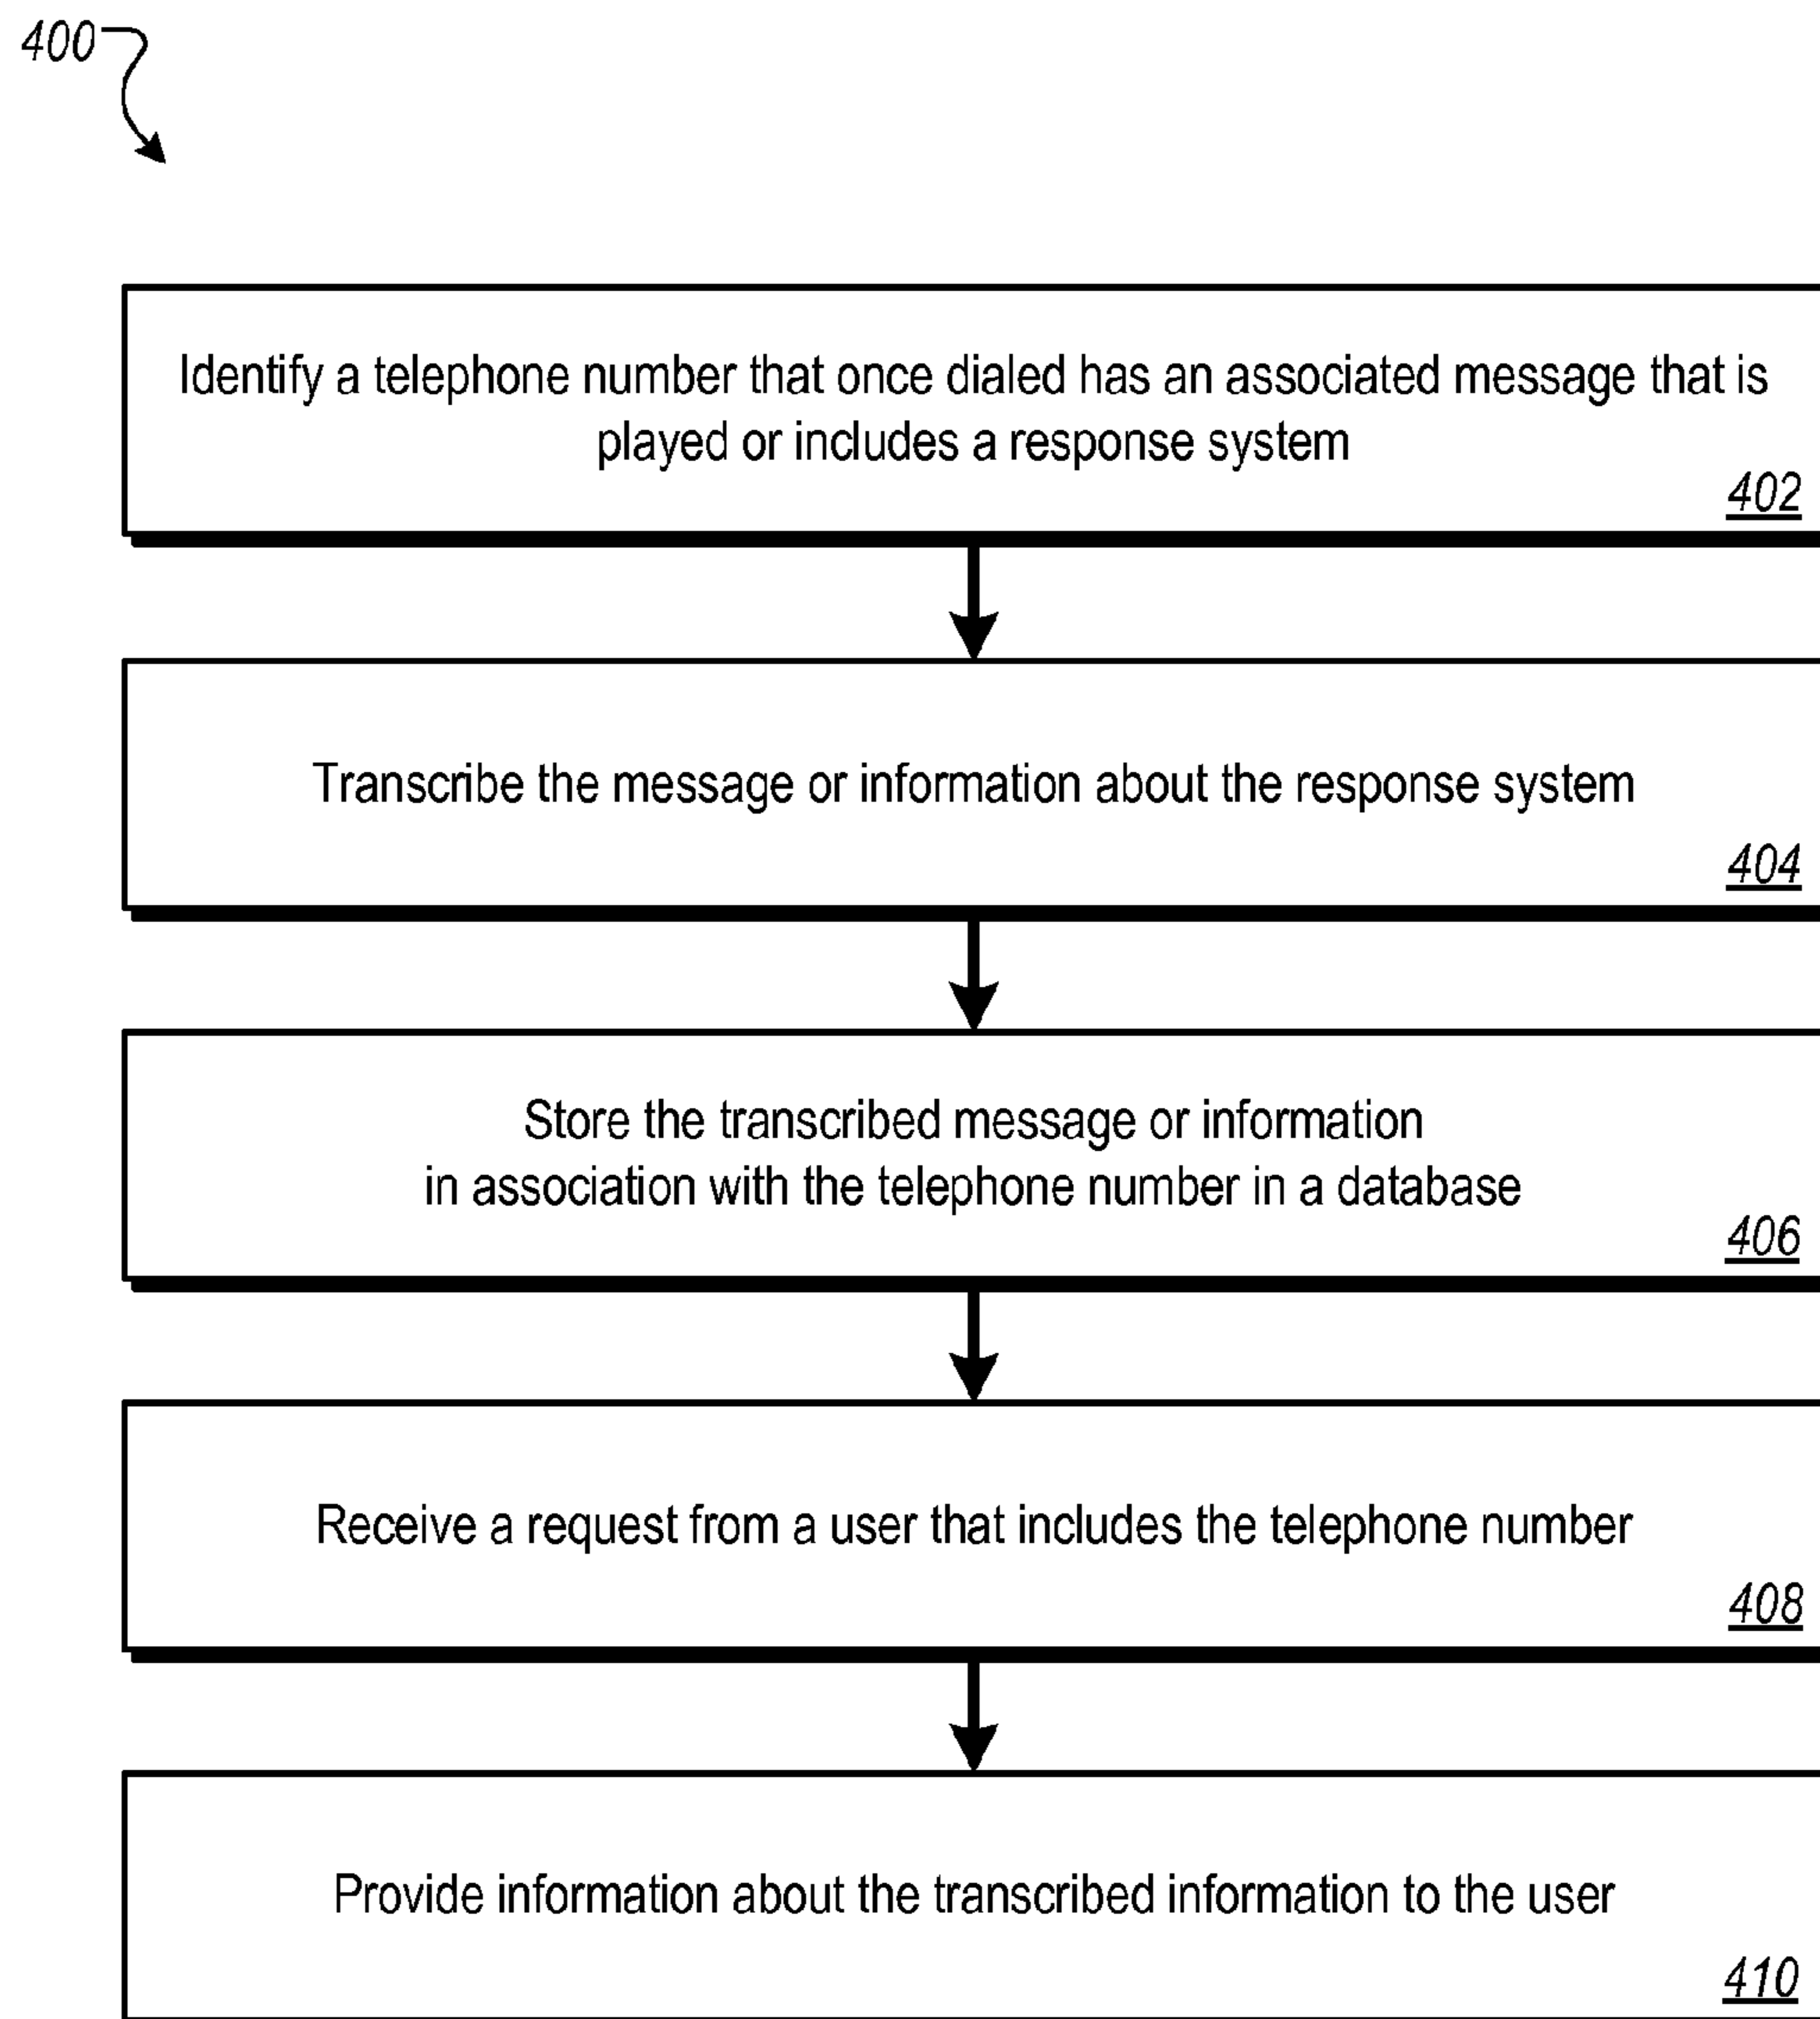 400
Identify a telephone number that once dialed has an associated message that is
played or includes a response system
402
Transcribe the message or information about the response system
404
Store the transcribed message or information
in association with the telephone number in a database
406
Receive a request from a user that includes the telephone number
408
Provide information about the transcribed information to the user
410